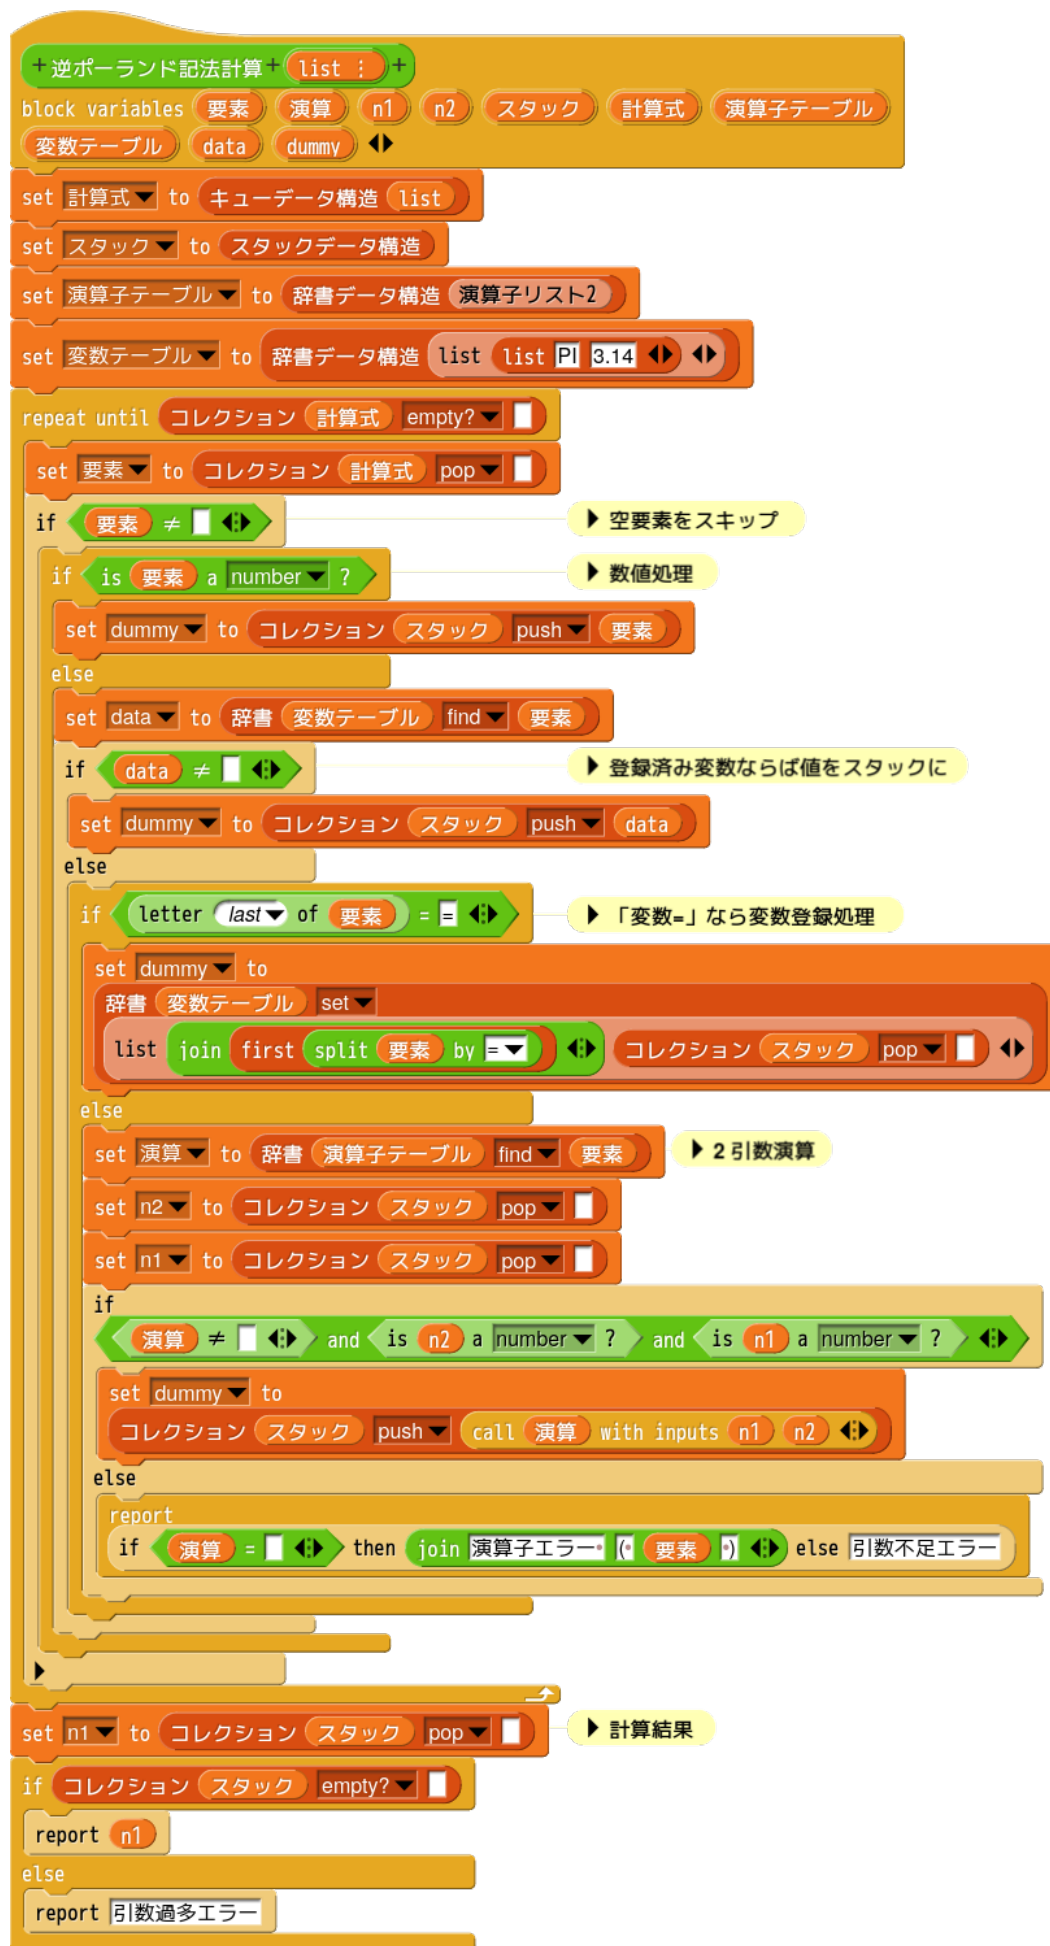 +逆ポーランド記法計算+ list ⋮ +
block variables 要素 演算 n1 n2 スタック 計算式 演算子テーブル
変数テーブル data dummy
set 計算式 to キューデータ構造 list
set スタック to スタックデータ構造
set 演算子テーブル to 辞書データ構造 演算子リスト2
set 変数テーブル to 辞書データ構造 list list PI 3.14
repeat until コレクション 計算式 empty?
set 要素 to コレクション 計算式 pop
if 要素 ≠ 空要素をスキップ
if is 要素 a number ? 数値処理
set dummy to コレクション スタック push 要素
else
set data to 辞書 変数テーブル find 要素
if data ≠ 登録済み変数ならば値をスタックに
set dummy to コレクション スタック push data
else
if letter last of 要素 = = 「変数=」なら変数登録処理
set dummy to
辞書 変数テーブル set
list join first split 要素 by = コレクション スタック pop
else
set 演算 to 辞書 演算子テーブル find 要素 2引数演算
set n2 to コレクション スタック pop
set n1 to コレクション スタック pop
if
演算 ≠ and is n2 a number ? and is n1 a number ?
set dummy to
コレクション スタック push call 演算 with inputs n1 n2
else
report
if 演算 = then join 演算子エラー ( 要素 ) else 引数不足エラー
set n1 to コレクション スタック pop 計算結果
if コレクション スタック empty?
report n1
else
report 引数過多エラー